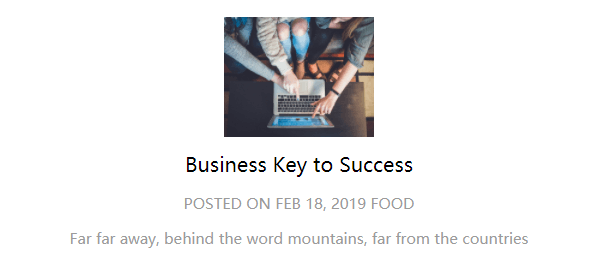 Business Key to Success
POSTED ON FEB 18, 2019 FOOD
Far far away, behind the word mountains, far from the countries